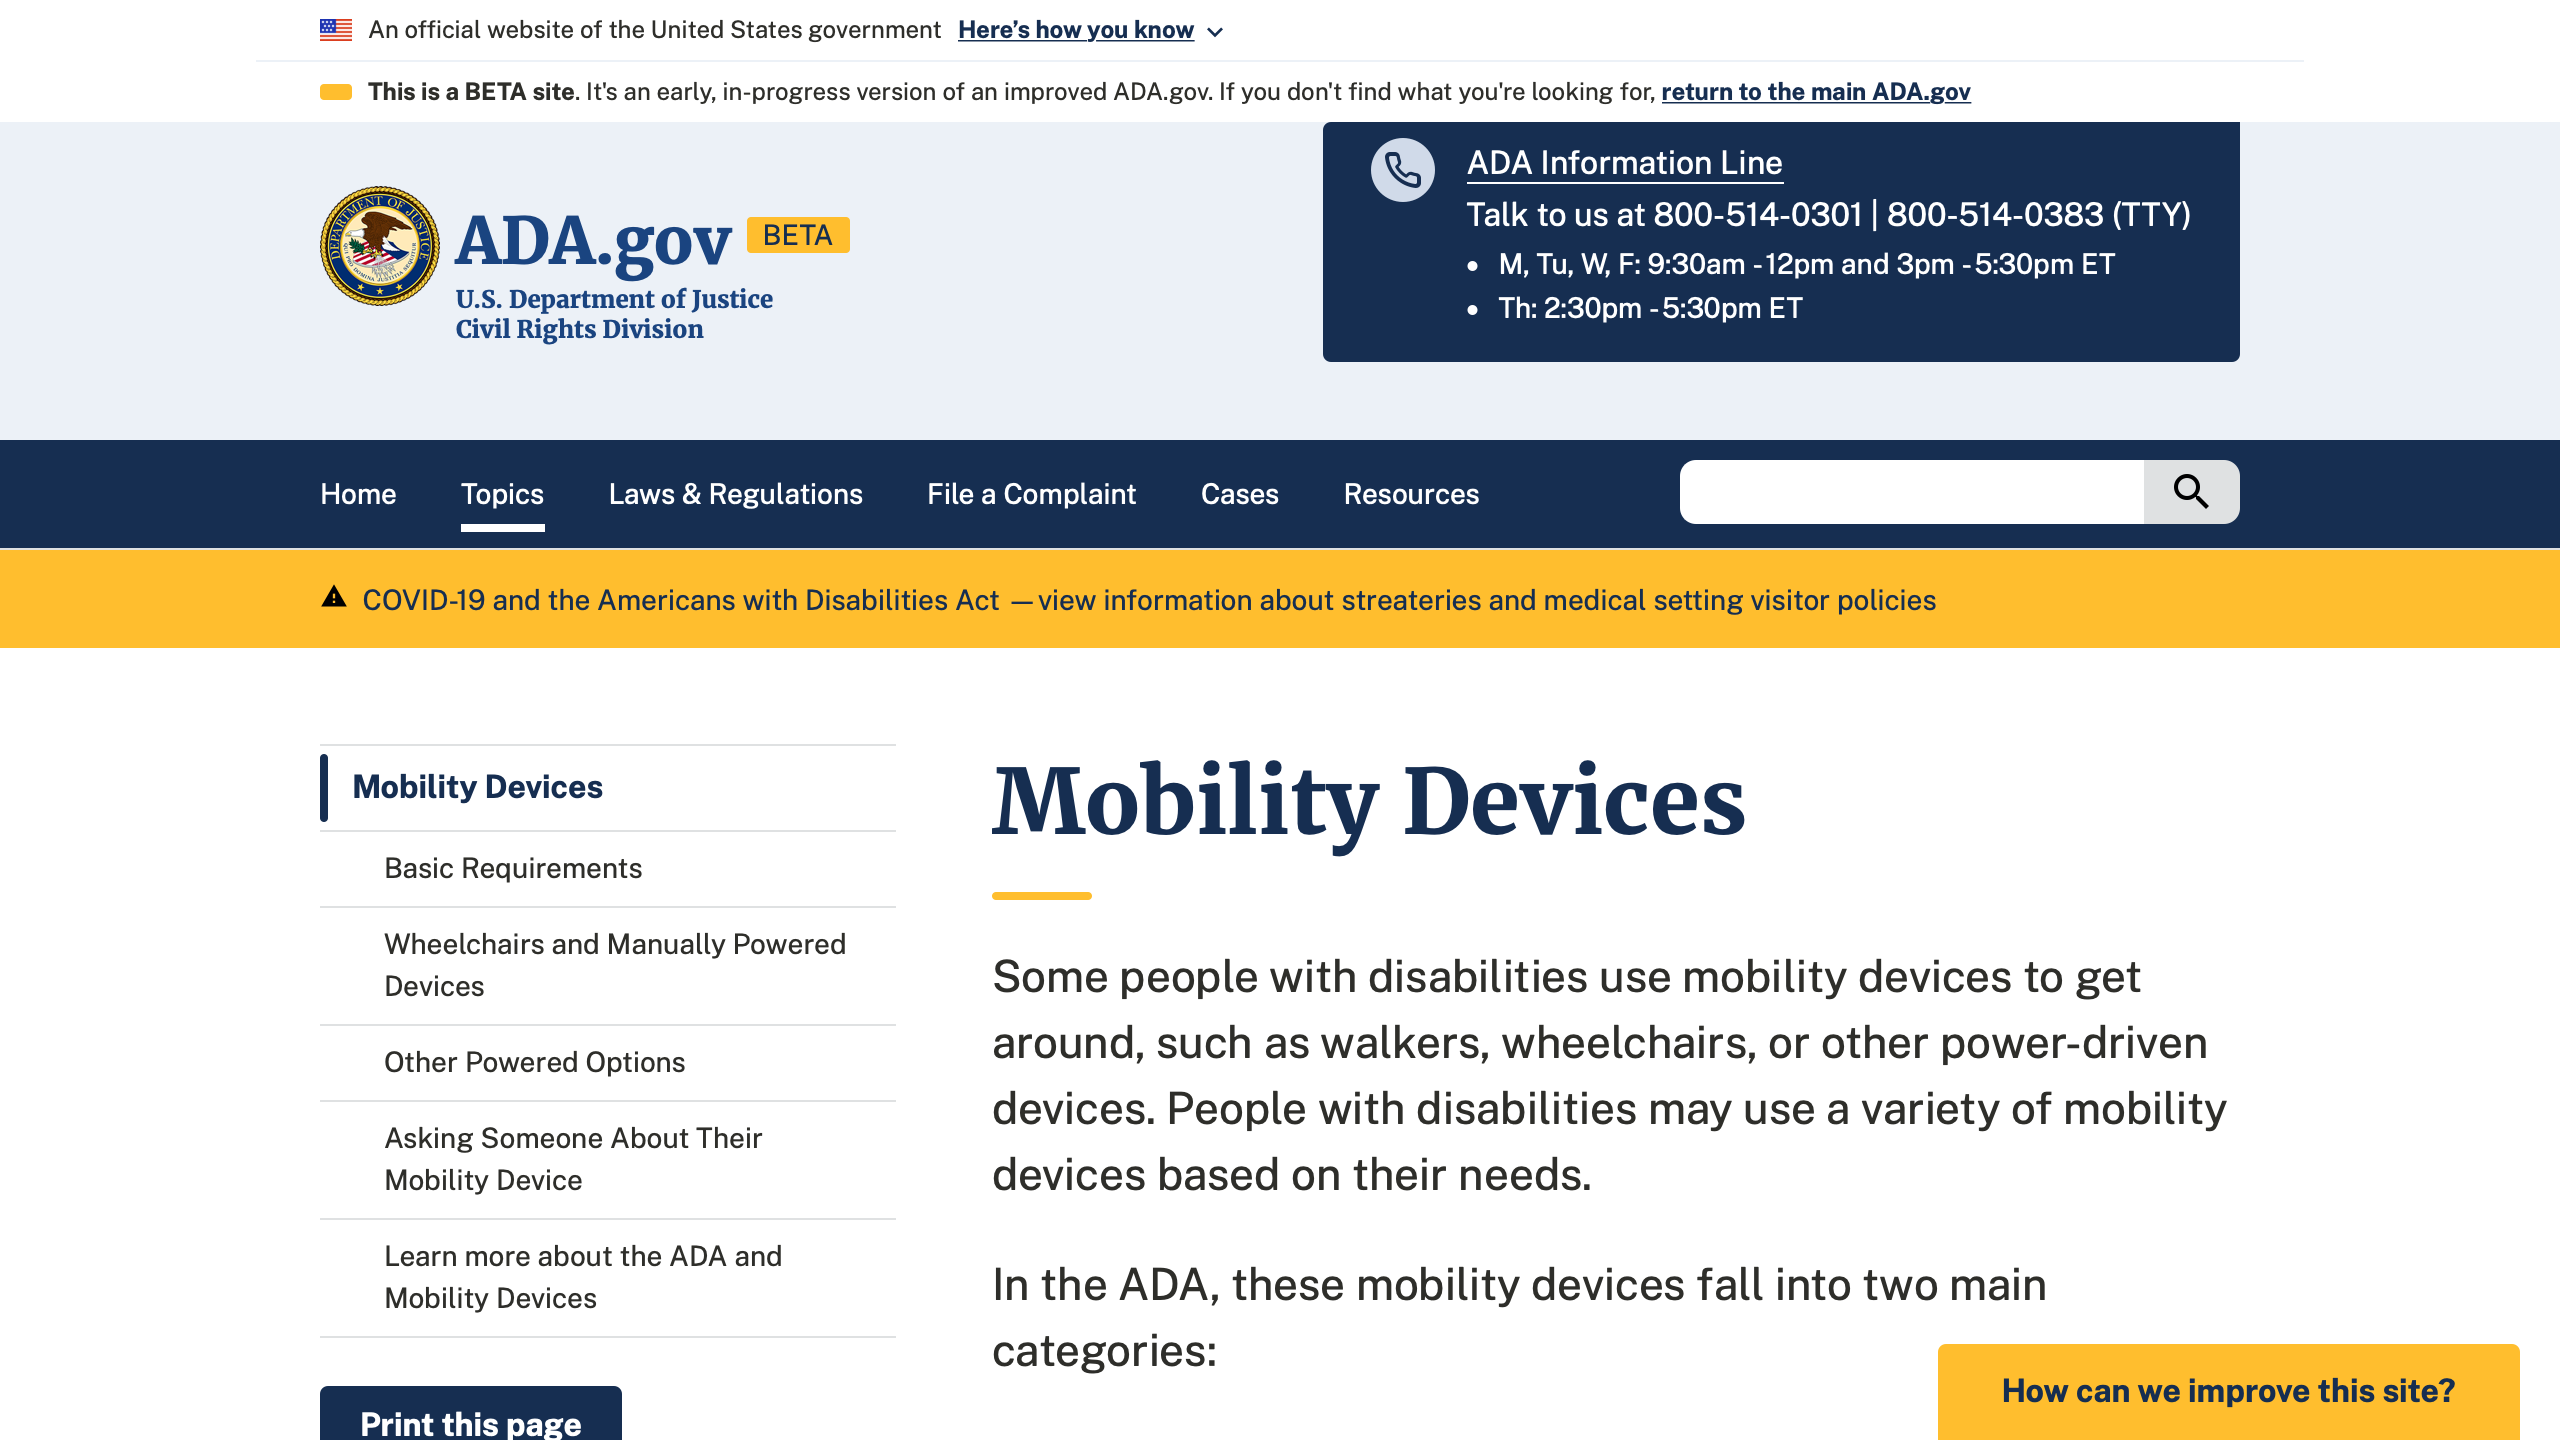 An official website of the United States government Here’s how you know
This is a BETA site. It's an early, in-progress version of an improved ADA.gov. If you don't find what you're looking for, return to the main ADA.gov
ADA.gov BETA
U.S. Department of Justice
Civil Rights Division
ADA Information Line
Talk to us at 800-514-0301 | 800-514-0383 (TTY)
• M, Tu, W, F: 9:30am - 12pm and 3pm - 5:30pm ET
• Th: 2:30pm - 5:30pm ET
Home Topics Laws & Regulations File a Complaint Cases Resources
COVID-19 and the Americans with Disabilities Act — view information about streateries and medical setting visitor policies
Mobility Devices
Basic Requirements
Wheelchairs and Manually Powered
Devices
Other Powered Options
Asking Someone About Their
Mobility Device
Learn more about the ADA and
Mobility Devices
Print this page
Mobility Devices
Some people with disabilities use mobility devices to get
around, such as walkers, wheelchairs, or other power-driven
devices. People with disabilities may use a variety of mobility
devices based on their needs.
In the ADA, these mobility devices fall into two main
categories:
How can we improve this site?